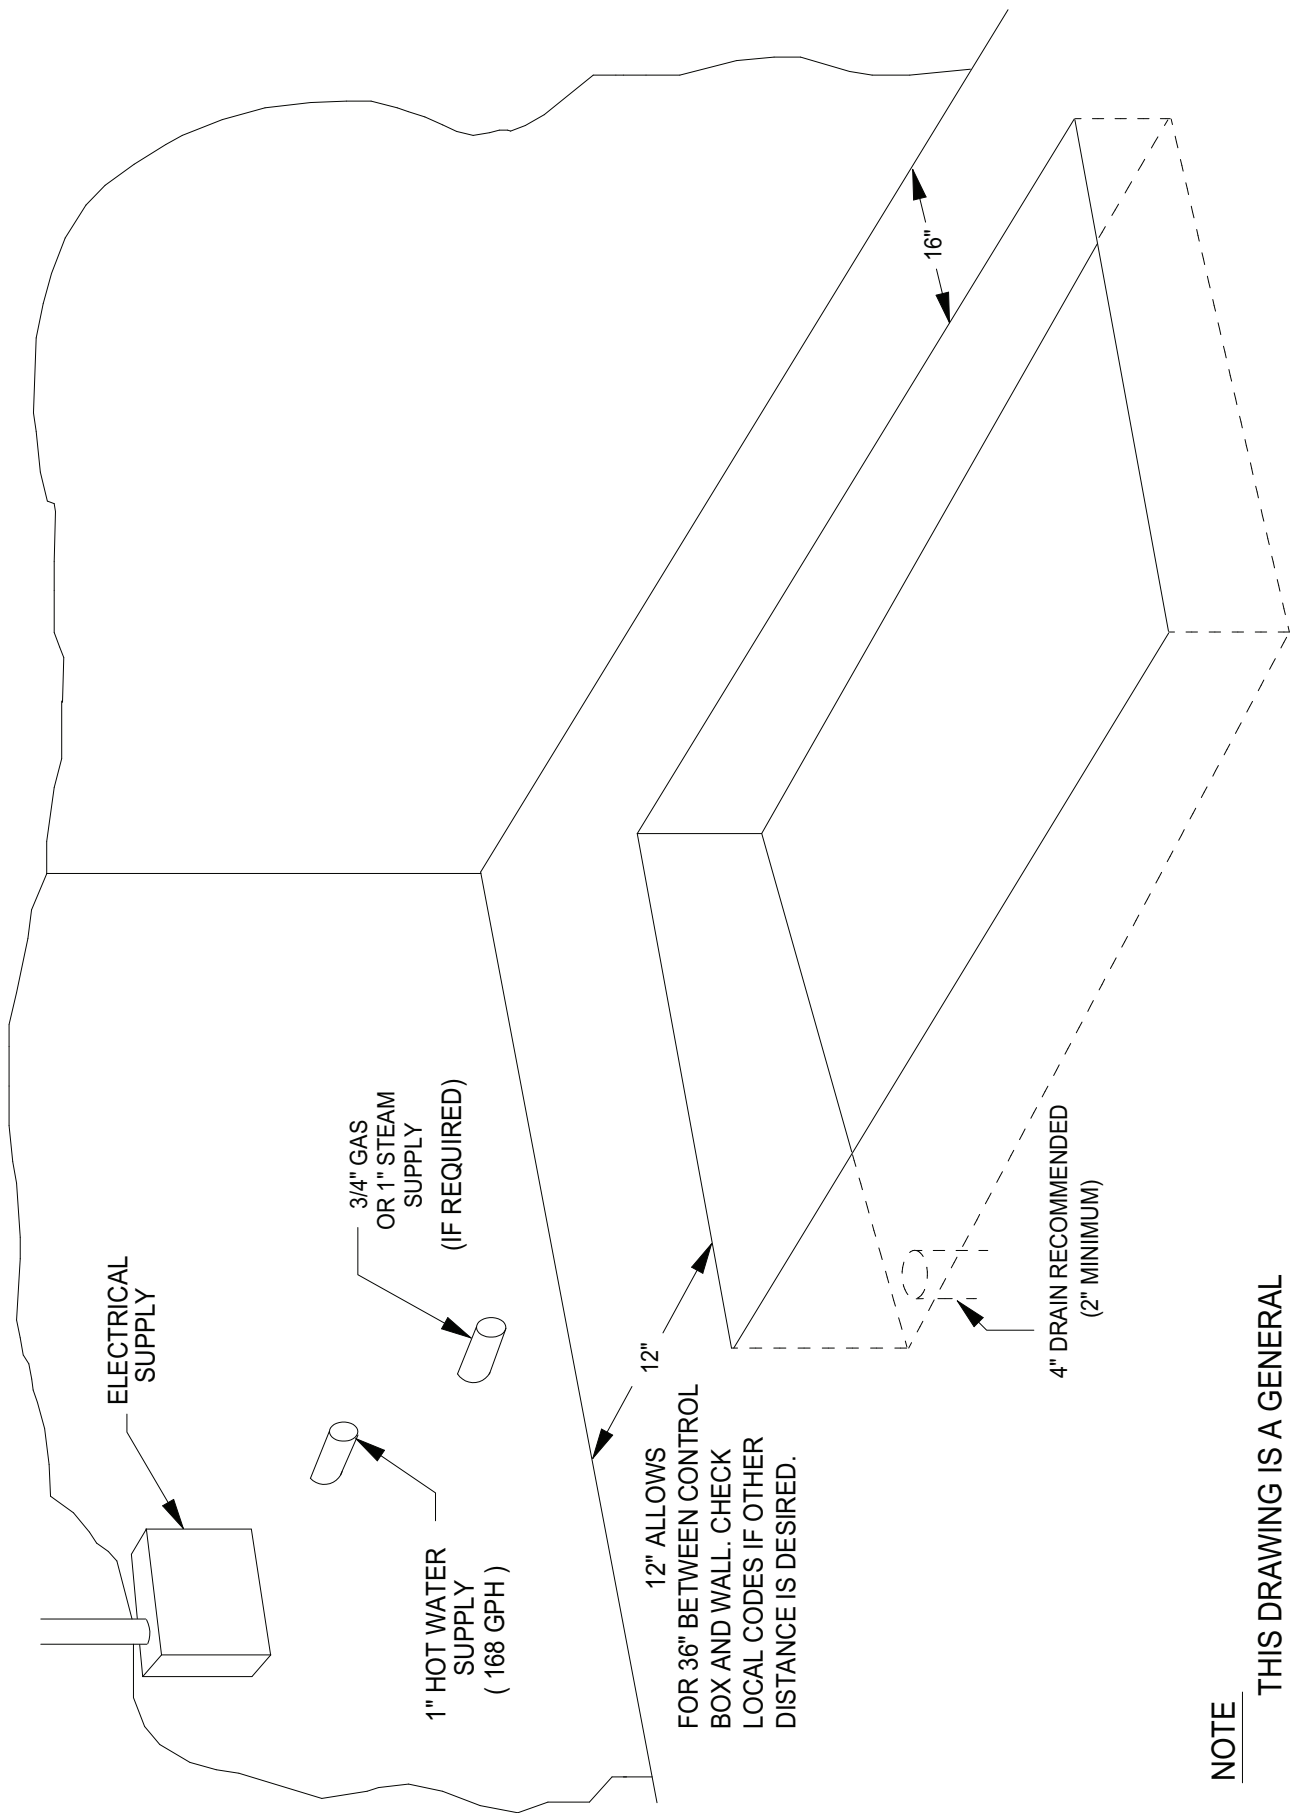 ELECTRICAL
SUPPLY
3/4" GAS
OR 1" STEAM
SUPPLY
(IF REQUIRED)
1" HOT WATER
SUPPLY
( 168 GPH )
16"
12"
12" ALLOWS
FOR 36" BETWEEN CONTROL
BOX AND WALL. CHECK
LOCAL CODES IF OTHER
DISTANCE IS DESIRED.
4" DRAIN RECOMMENDED
(2" MINIMUM)
NOTE
THIS DRAWING IS A GENERAL